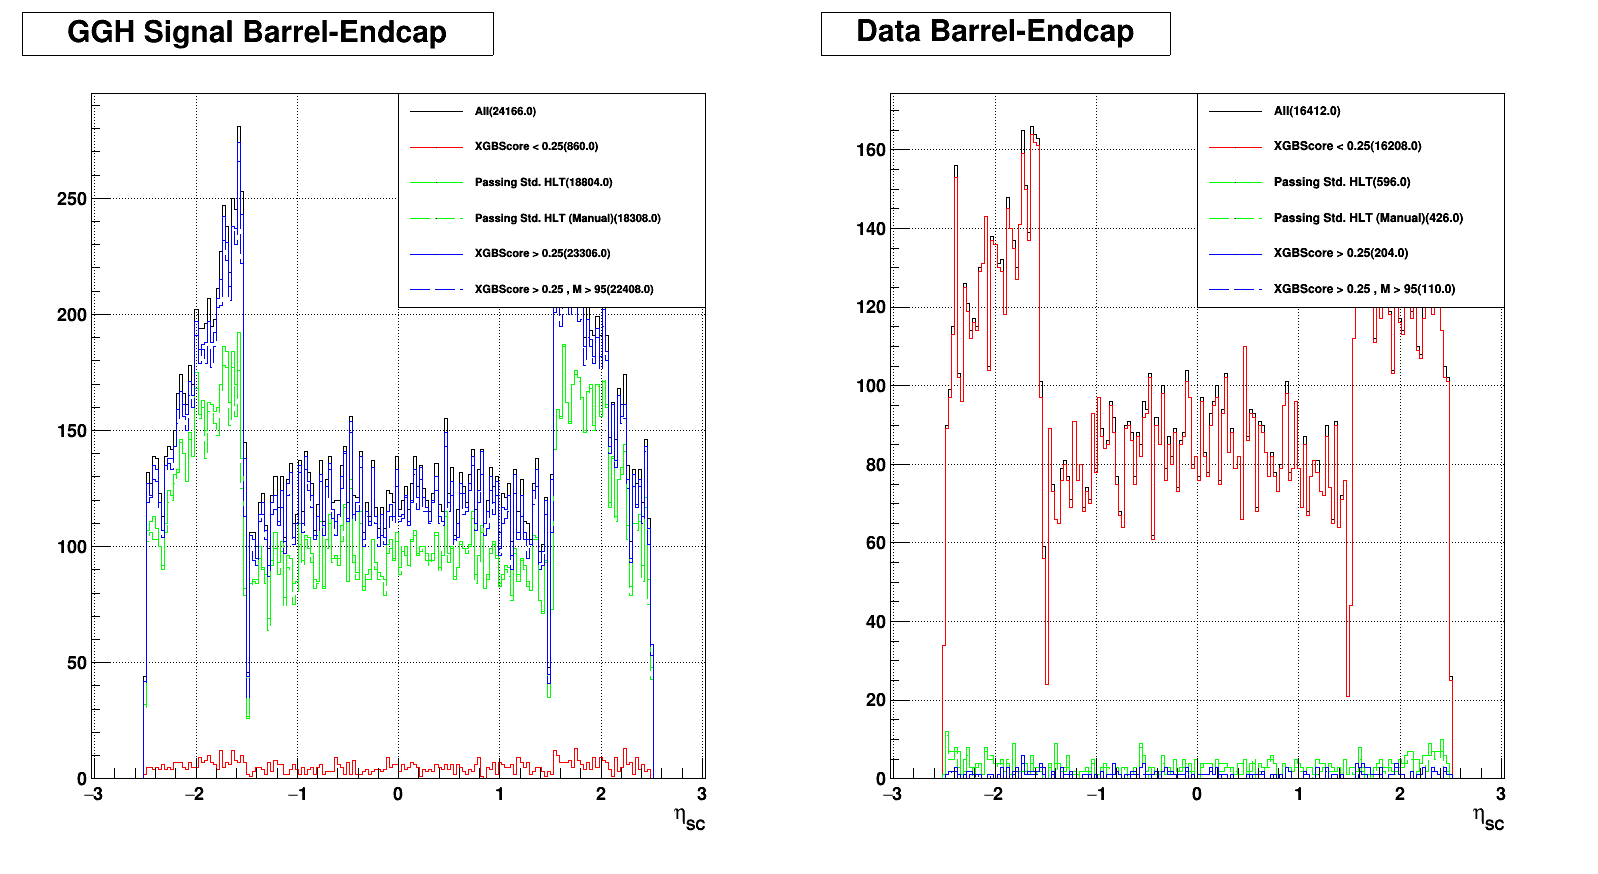 GGH Signal Barrel-Endcap
All(24166.0)
XGBScore < 0.25(860.0)
Passing Std. HLT(18804.0)
Passing Std. HLT (Manual)(18308.0)
XGBScore > 0.25(23306.0)
XGBScore > 0.25 , M > 95(22408.0)
250
200
150
100
50
0
−3 −2 −1 0 1 2 3
ηSC
Data Barrel-Endcap
All(16412.0)
XGBScore < 0.25(16208.0)
Passing Std. HLT(596.0)
Passing Std. HLT (Manual)(426.0)
XGBScore > 0.25(204.0)
XGBScore > 0.25 , M > 95(110.0)
160
140
120
100
80
60
40
20
0
−3 −2 −1 0 1 2 3
ηSC